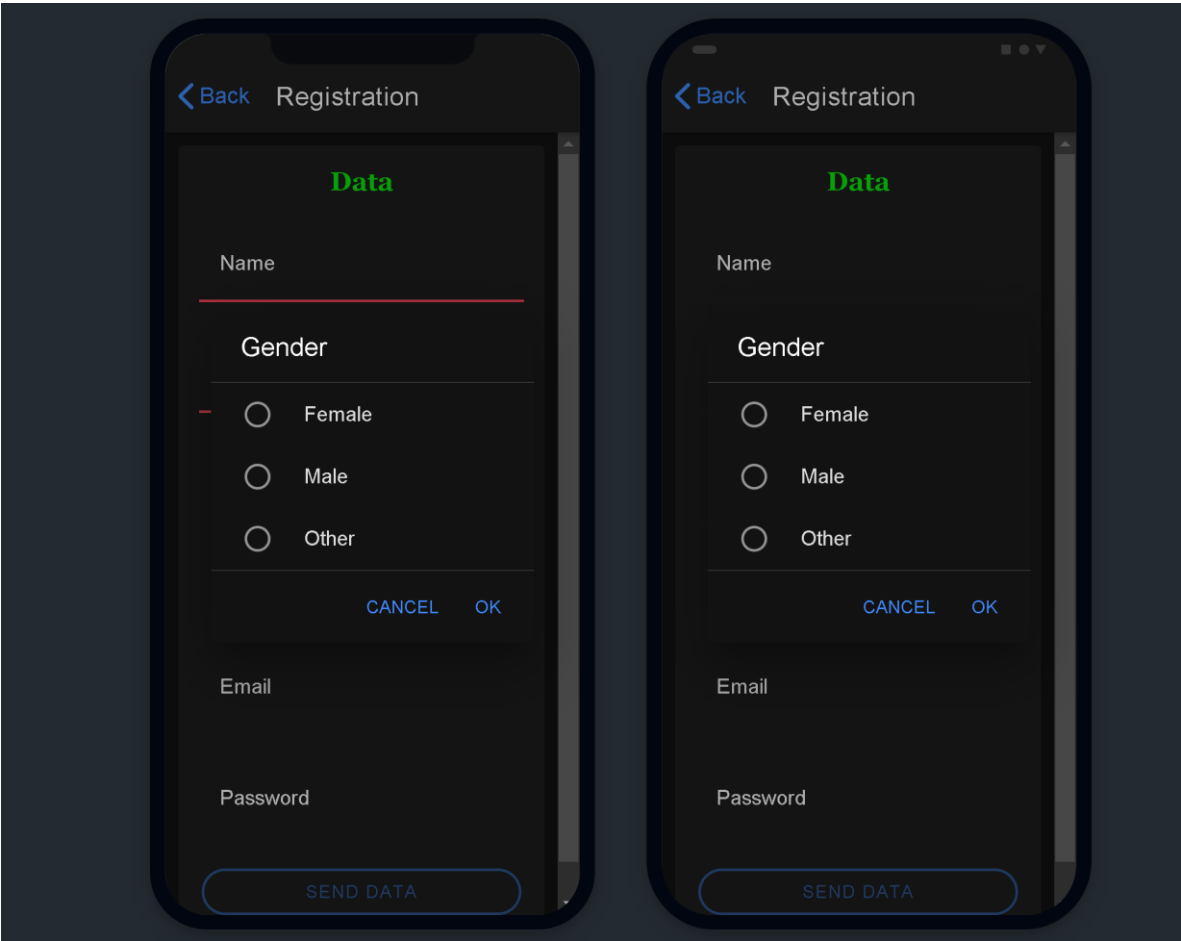 Back Registration
Data
Name
Gender
Female
Male
Other
CANCEL OK
Email
Password
SEND DATA
Back Registration
Data
Name
Gender
Female
Male
Other
CANCEL OK
Email
Password
SEND DATA